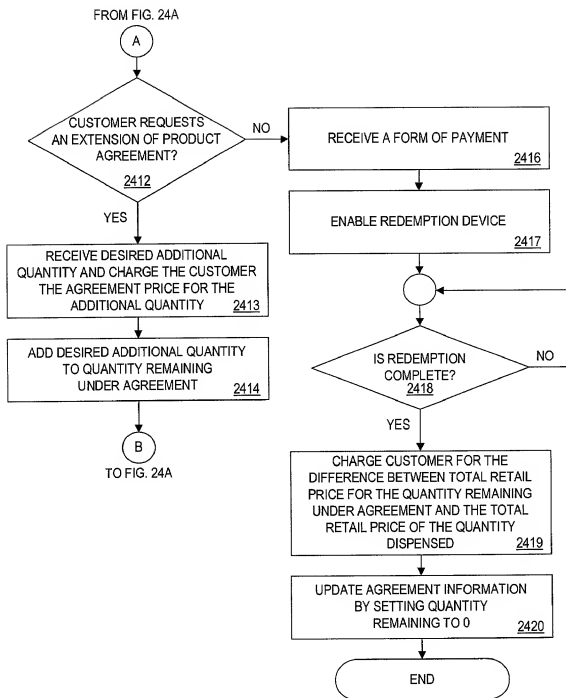 FROM FIG. 24A
A
CUSTOMER REQUESTS
AN EXTENSION OF PRODUCT
AGREEMENT?
2412
NO
YES
RECEIVE DESIRED ADDITIONAL
QUANTITY AND CHARGE THE CUSTOMER
THE AGREEMENT PRICE FOR THE
ADDITIONAL QUANTITY
2413
ADD DESIRED ADDITIONAL QUANTITY
TO QUANTITY REMAINING
UNDER AGREEMENT
2414
B
TO FIG. 24A
RECEIVE A FORM OF PAYMENT
2416
ENABLE REDEMPTION DEVICE
2417
IS REDEMPTION
COMPLETE?
2418
NO
YES
CHARGE CUSTOMER FOR THE
DIFFERENCE BETWEEN TOTAL RETAIL
PRICE FOR THE QUANTITY REMAINING
UNDER AGREEMENT AND THE TOTAL
RETAIL PRICE OF THE QUANTITY
DISPENSED
2419
UPDATE AGREEMENT INFORMATION
BY SETTING QUANTITY
REMAINING TO 0
2420
END